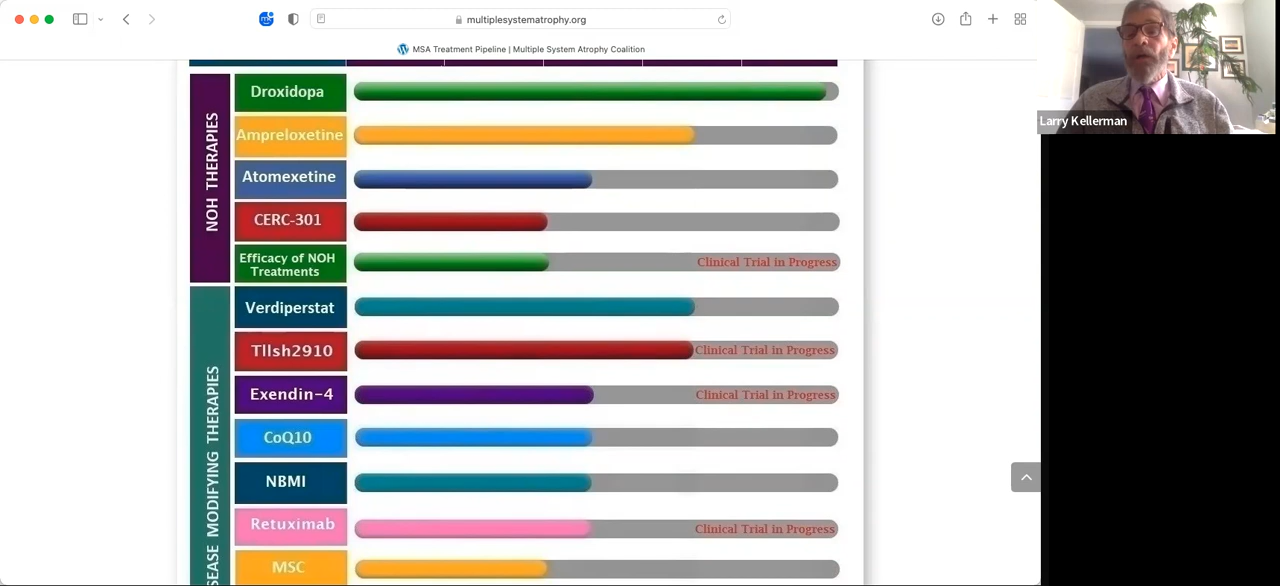 multiplesystematrophy.org
MSA Treatment Pipeline | Multiple System Atrophy Coalition
Larry Kellerman
NOH THERAPIES
Droxidopa
Ampreloxetine
Atomexetine
CERC-301
Efficacy of NOH
Treatments
Clinical Trial in Progress
EASE MODIFYING THERAPIES
Verdiperstat
Tllsh2910
Clinical Trial in Progress
Exendin-4
Clinical Trial in Progress
CoQ10
NBMI
Retuximab
Clinical Trial in Progress
MSC